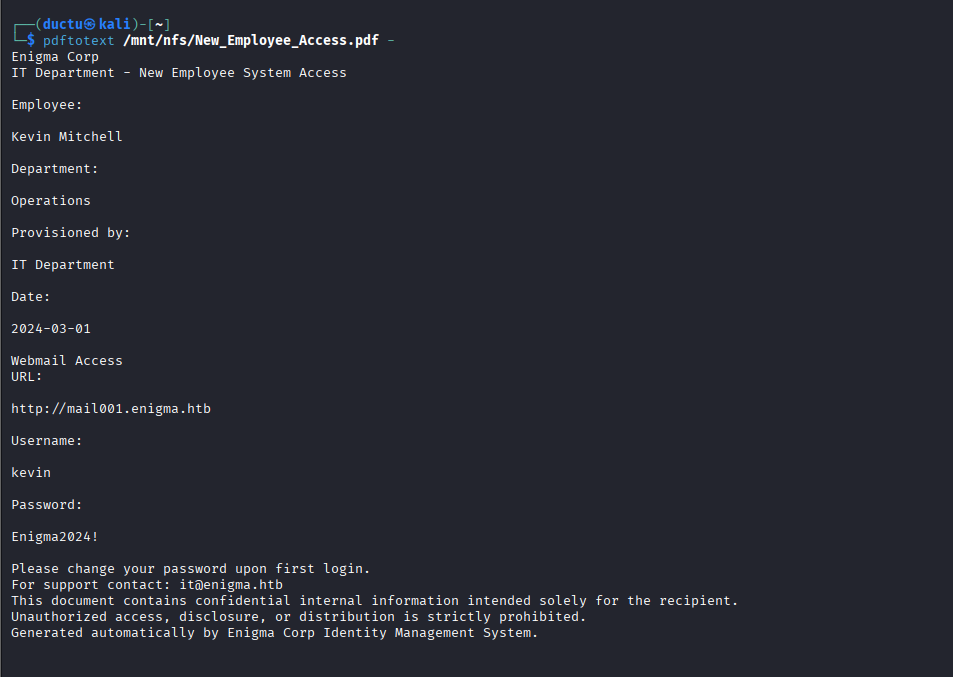 ┌──(ductu㉿kali)-[~]
└─$ pdftotext /mnt/nfs/New_Employee_Access.pdf -
Enigma Corp
IT Department - New Employee System Access
Employee:
Kevin Mitchell
Department:
Operations
Provisioned by:
IT Department
Date:
2024-03-01
Webmail Access
URL:
http://mail001.enigma.htb
Username:
kevin
Password:
Enigma2024!
Please change your password upon first login.
For support contact: it@enigma.htb
This document contains confidential internal information intended solely for the recipient.
Unauthorized access, disclosure, or distribution is strictly prohibited.
Generated automatically by Enigma Corp Identity Management System.